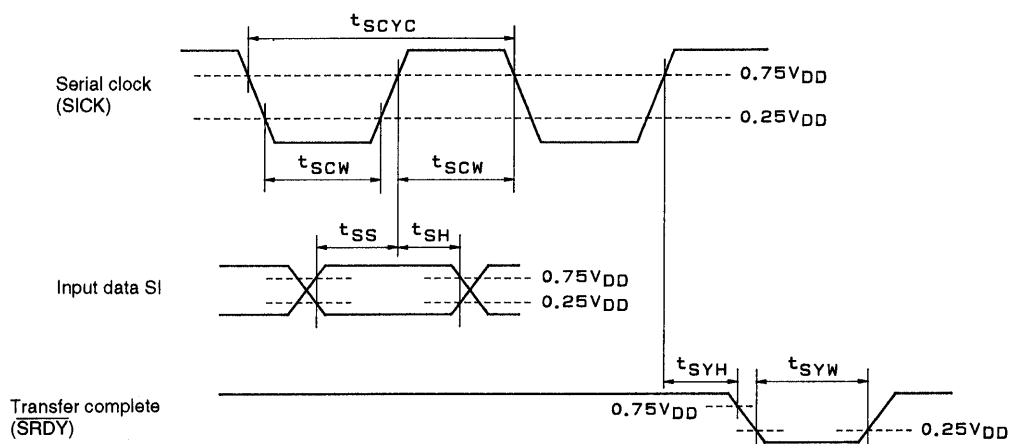 tSCYC
Serial clock
(SICK)
0.75VDD
0.25VDD
tSCW
tSCW
tSS
tSH
Input data SI
0.75VDD
0.25VDD
tSYH
tSYW
Transfer complete
(SRDY)
0.75VDD
0.25VDD